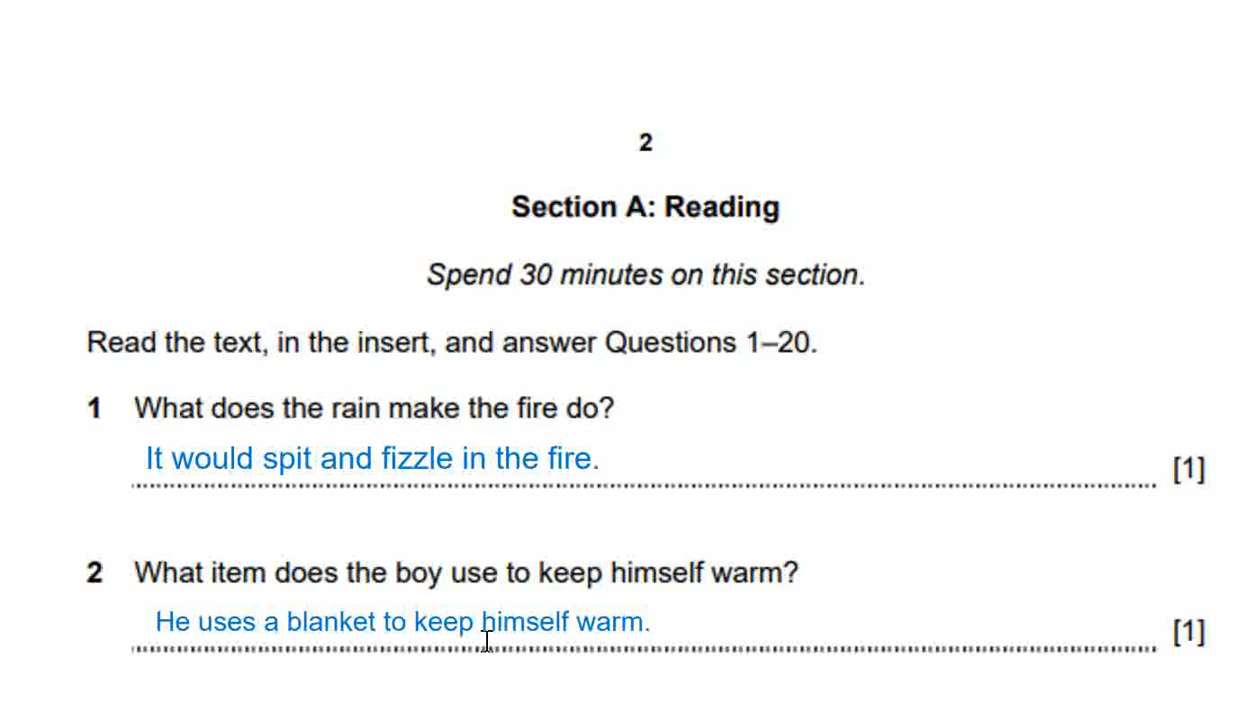 2
Section A: Reading
Spend 30 minutes on this section.
Read the text, in the insert, and answer Questions 1–20.
1 What does the rain make the fire do?
It would spit and fizzle in the fire.
[1]
2 What item does the boy use to keep himself warm?
He uses a blanket to keep himself warm.
[1]